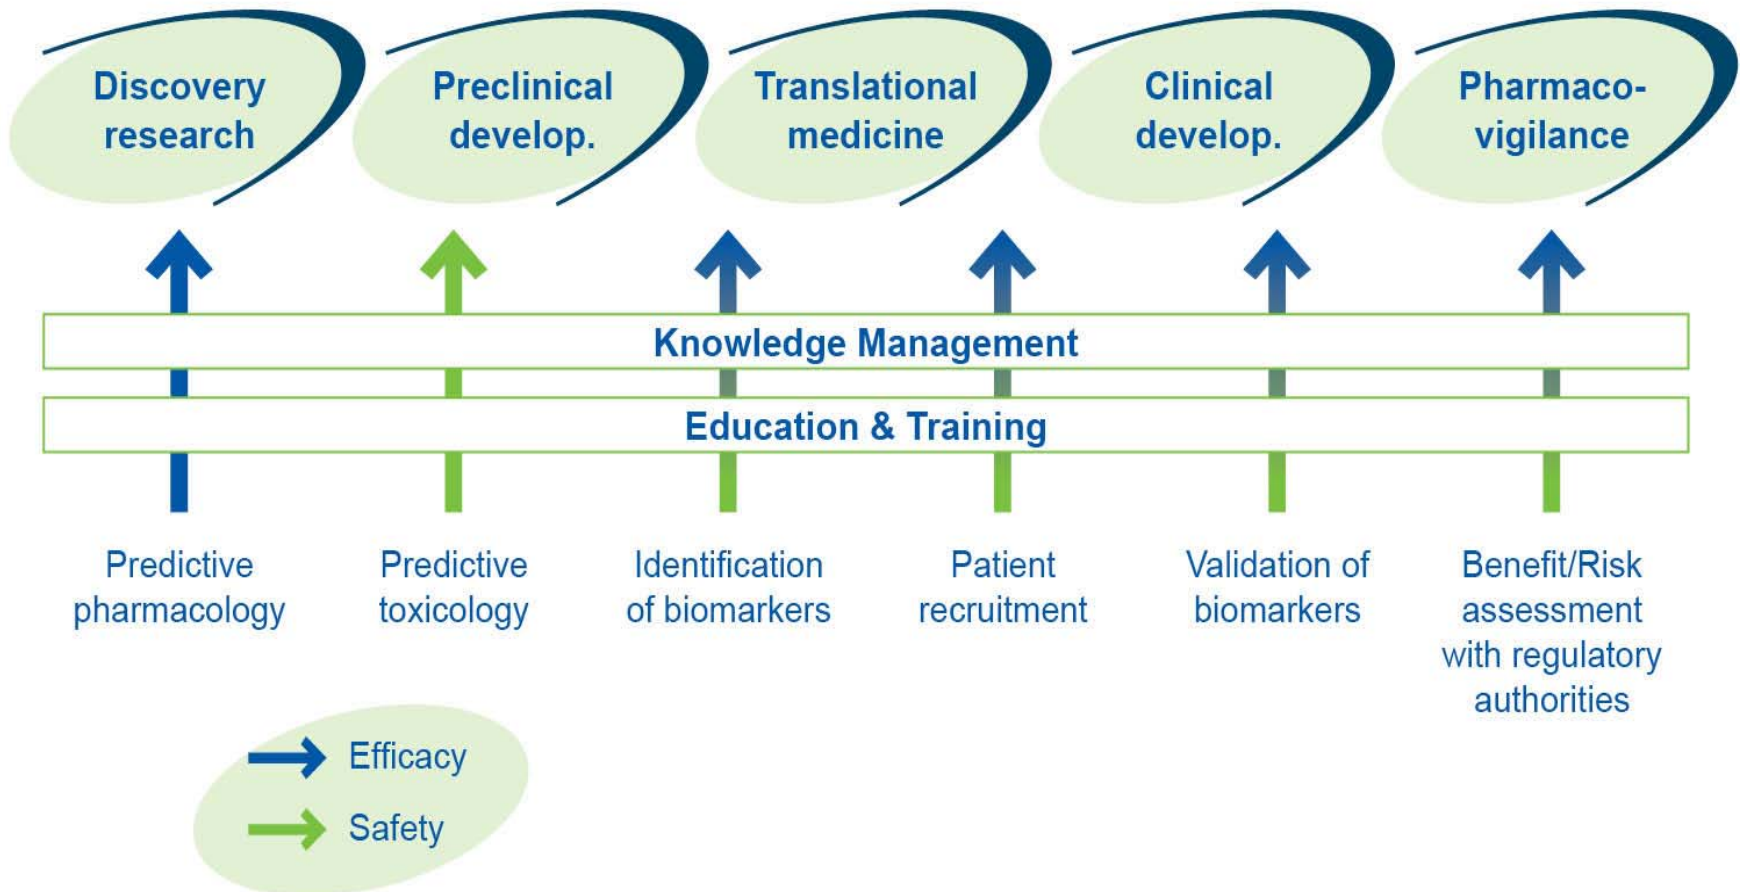 Discovery
research
Preclinical
develop.
Translational
medicine
Clinical
develop.
Pharmaco-
vigilance
Knowledge Management
Education & Training
Predictive
pharmacology
Predictive
toxicology
Identification
of biomarkers
Patient
recruitment
Validation of
biomarkers
Benefit/Risk
assessment
with regulatory
authorities
Efficacy
Safety